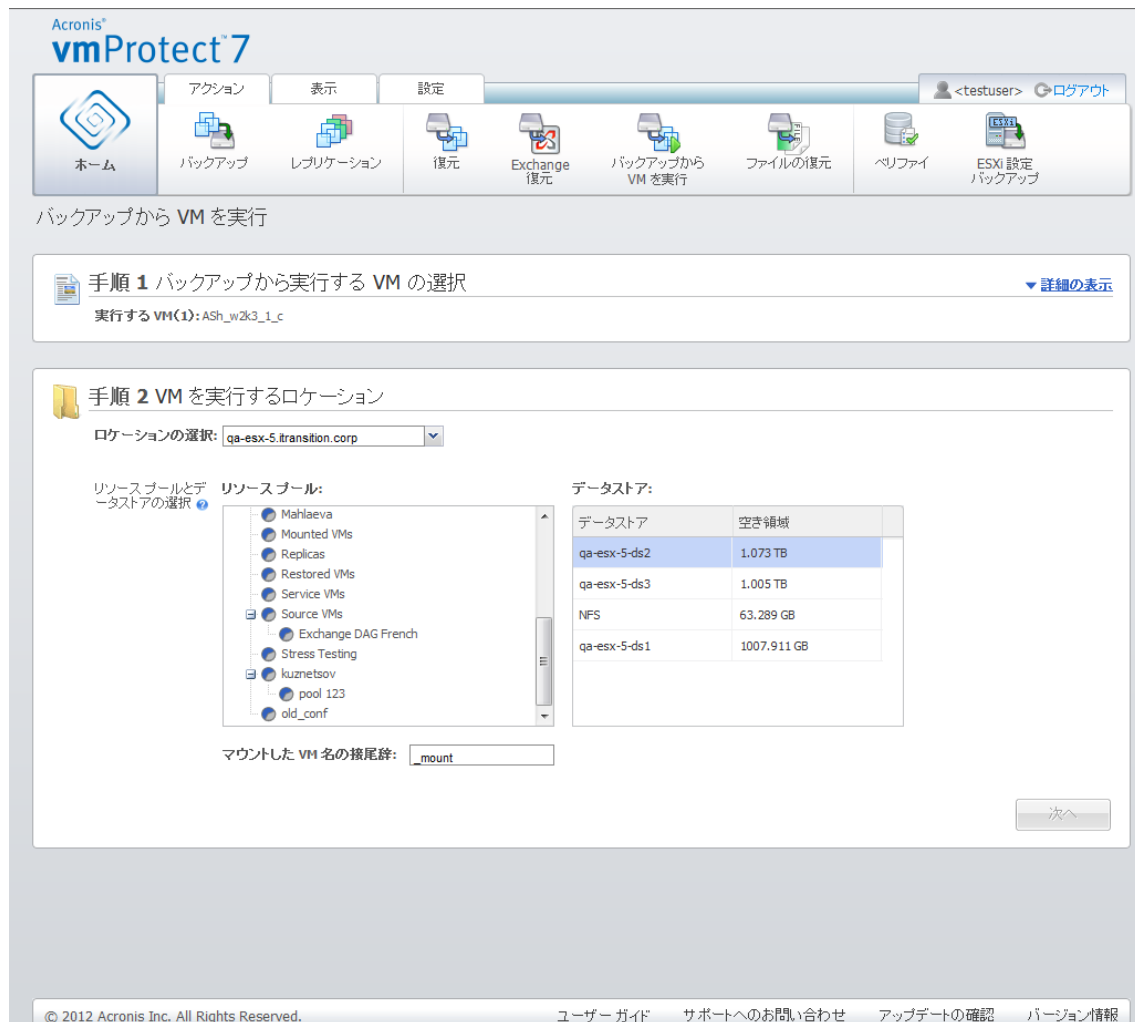 Acronis®
vmProtect™7
アクション
表示
設定
<testuser>
ログアウト
ホーム
バックアップ
レプリケーション
復元
Exchange
復元
バックアップから
VM を実行
ファイルの復元
ベリファイ
ESXi
ESXi 設定
バックアップ
バックアップから VM を実行
手順 1 バックアップから実行する VM の選択
詳細の表示
実行する VM(1): ASh_w2k3_1_c
手順 2 VM を実行するロケーション
ロケーションの選択: qa-esx-5.itransition.corp
リソース プールとデ
ータストアの選択
リソース プール:
Mahlaeva
Mounted VMs
Replicas
Restored VMs
Service VMs
Source VMs
Exchange DAG French
Stress Testing
kuznetsov
pool 123
old_conf
データストア:
データストア 空き領域
qa-esx-5-ds2 1.073 TB
qa-esx-5-ds3 1.005 TB
NFS 63.289 GB
qa-esx-5-ds1 1007.911 GB
マウントした VM 名の接尾辞: _mount
次へ
© 2012 Acronis Inc. All Rights Reserved.
ユーザー ガイド
サポートへのお問い合わせ
アップデートの確認
バージョン情報